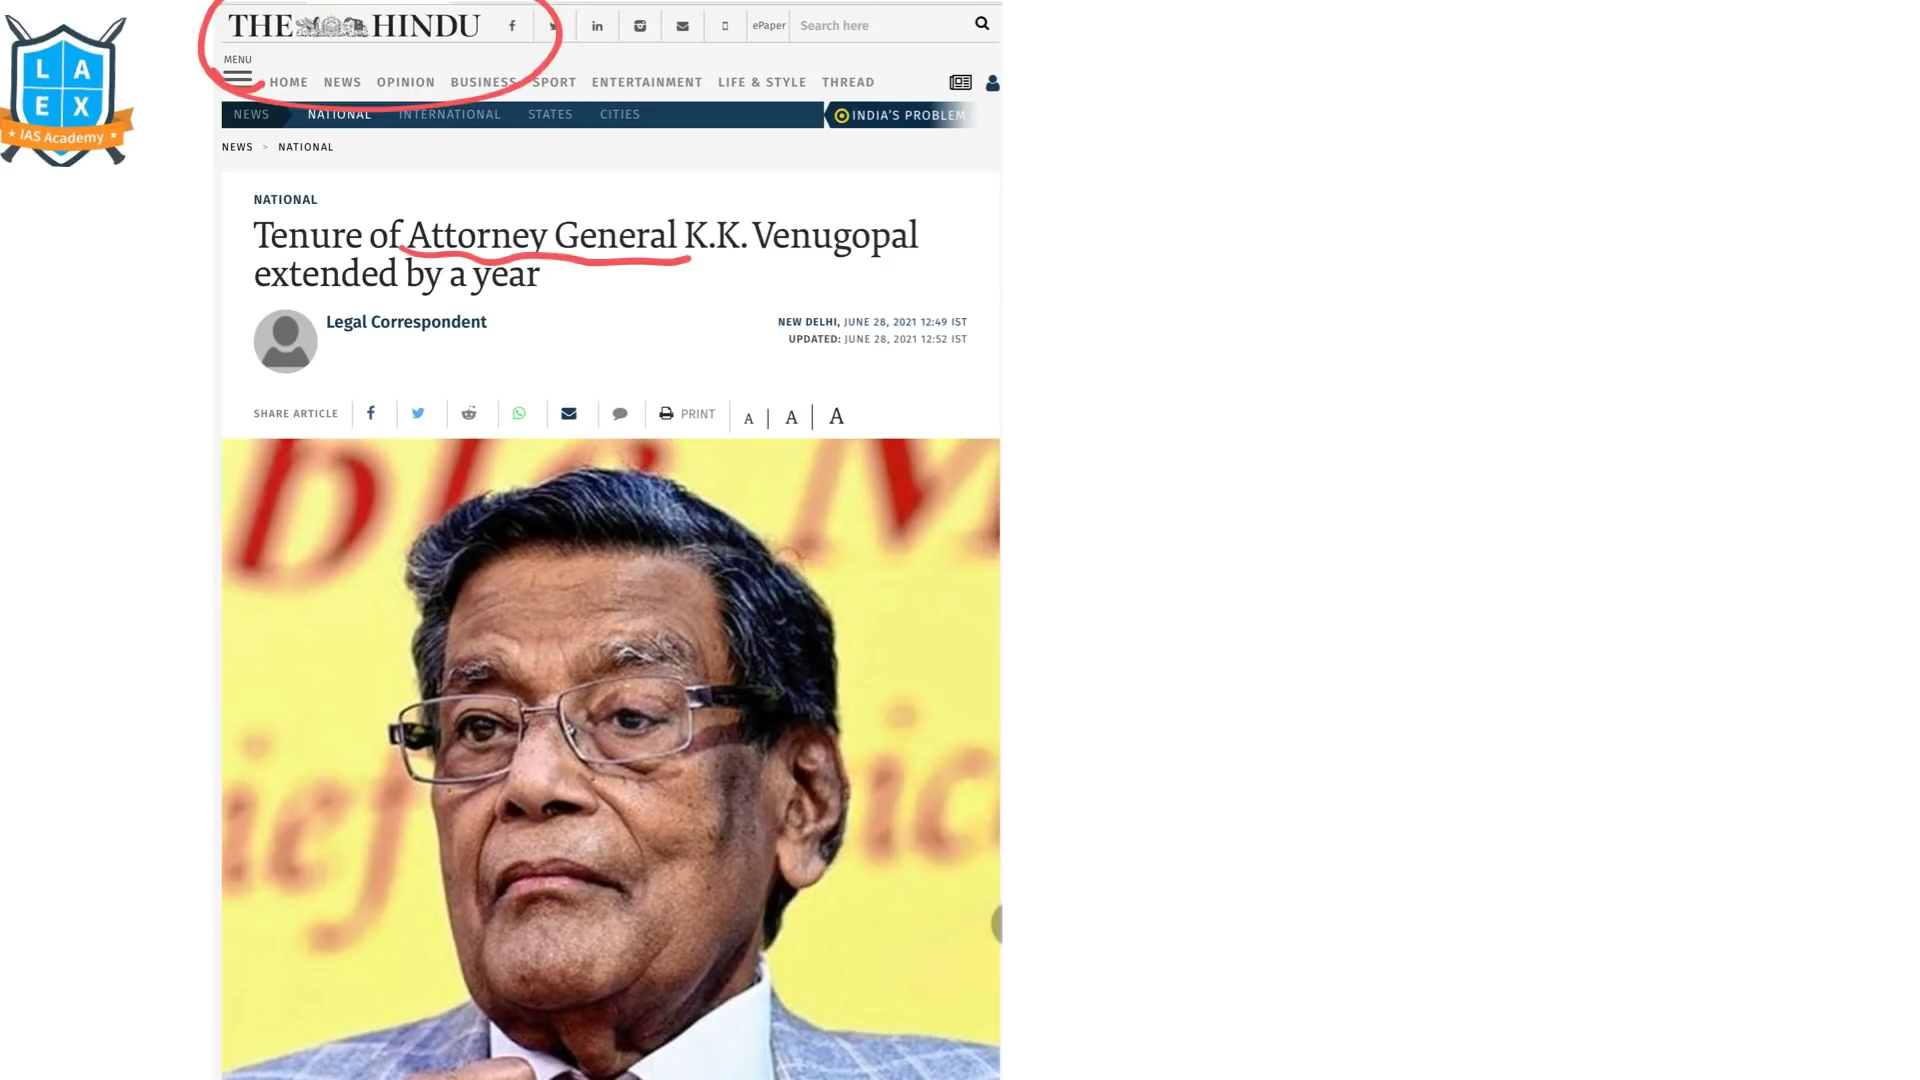 THE HINDU
ePaper
Search here
L A
E X
IAS Academy
MENU
HOME NEWS OPINION BUSINESS SPORT ENTERTAINMENT LIFE & STYLE THREAD
NEWS NATIONAL INTERNATIONAL STATES CITIES INDIA'S PROBLEM
NEWS > NATIONAL
NATIONAL
Tenure of Attorney General K.K. Venugopal
extended by a year
Legal Correspondent
NEW DELHI, JUNE 28, 2021 12:49 IST
UPDATED: JUNE 28, 2021 12:52 IST
SHARE ARTICLE PRINT A | A | A